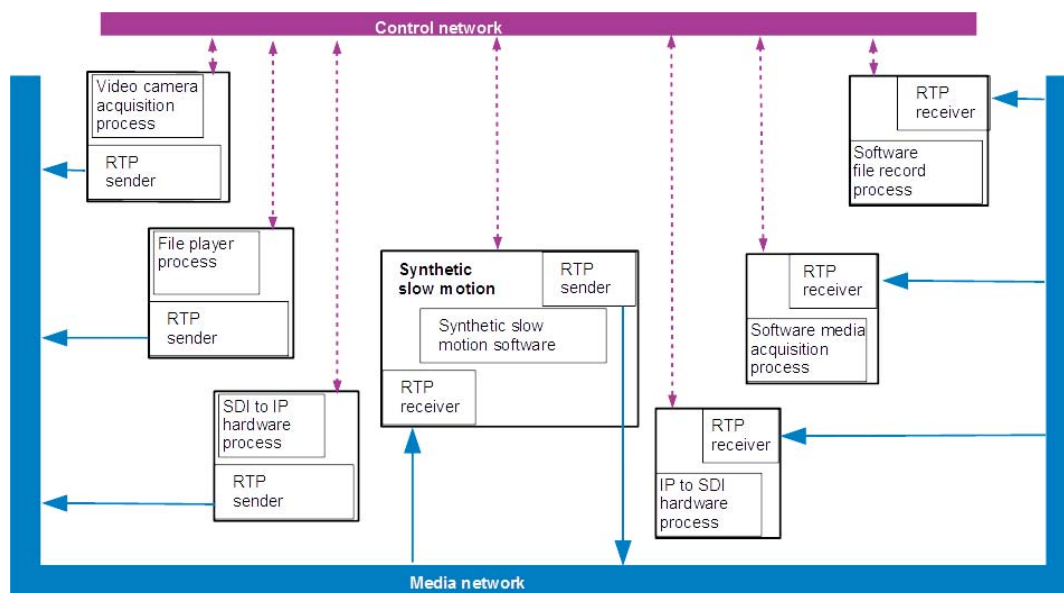 Control network
Video camera
acquisition
process
RTP
sender
File player
process
RTP
sender
SDI to IP
hardware
process
RTP
sender
Synthetic
slow motion
RTP
sender
Synthetic slow
motion software
RTP
receiver
RTP
receiver
Software
file record
process
RTP
receiver
Software media
acquisition
process
RTP
receiver
IP to SDI
hardware
process
Media network